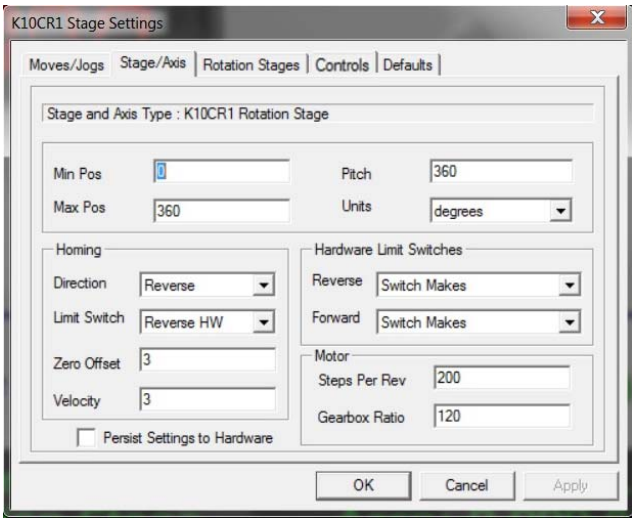 K10CR1 Stage Settings
Moves/Jogs Stage/Axis Rotation Stages Controls Defaults
Stage and Axis Type : K10CR1 Rotation Stage
Min Pos 0 Pitch 360
Max Pos 360 Units degrees
Homing Hardware Limit Switches
Direction Reverse Reverse Switch Makes
Limit Switch Reverse HW Forward Switch Makes
Motor
Zero Offset 3 Steps Per Rev 200
Velocity 3 Gearbox Ratio 120
Persist Settings to Hardware
OK Cancel Apply